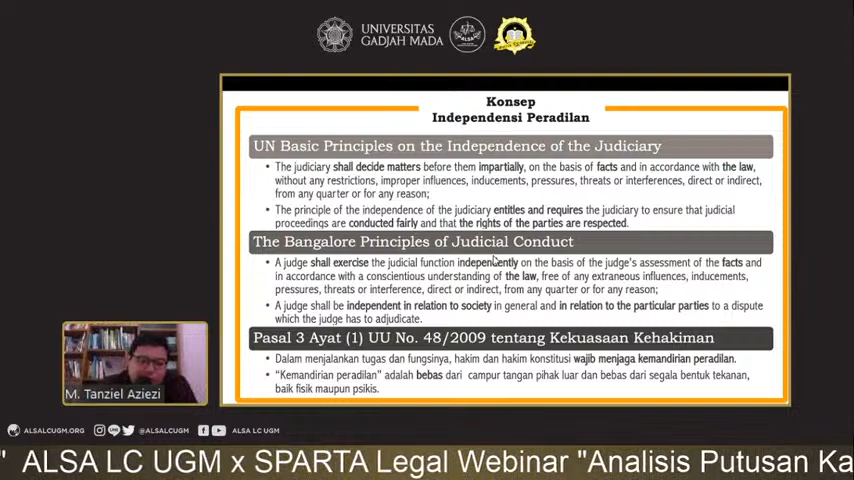 UNIVERSITAS
GADJAH MADA
Konsep
Independensi Peradilan
UN Basic Principles on the Independence of the Judiciary
• The judiciary shall decide matters before them impartially, on the basis of facts and in accordance with the law,
without any restrictions, improper influences, inducements, pressures, threats or interferences, direct or indirect,
from any quarter or for any reason;
• The principle of the independence of the judiciary entitles and requires the judiciary to ensure that judicial
proceedings are conducted fairly and that the rights of the parties are respected.
The Bangalore Principles of Judicial Conduct
• A judge shall exercise the judicial function independently on the basis of the judge's assessment of the facts and
in accordance with a conscientious understanding of the law, free of any extraneous influences, inducements,
pressures, threats or interference, direct or indirect, from any quarter or for any reason;
• A judge shall be independent in relation to society in general and in relation to the particular parties to a dispute
which the judge has to adjudicate.
Pasal 3 Ayat (1) UU No. 48/2009 tentang Kekuasaan Kehakiman
• Dalam menjalankan tugas dan fungsinya, hakim dan hakim konstitusi wajib menjaga kemandirian peradilan.
• "Kemandirian peradilan" adalah bebas dari campur tangan pihak luar dan bebas dari segala bentuk tekanan,
baik fisik maupun psikis.
M. Tanziel Aziezi
ALSALCUGM.ORG @ALSALCUGM ALSA LC UGM
" ALSA LC UGM x SPARTA Legal Webinar "Analisis Putusan Ka